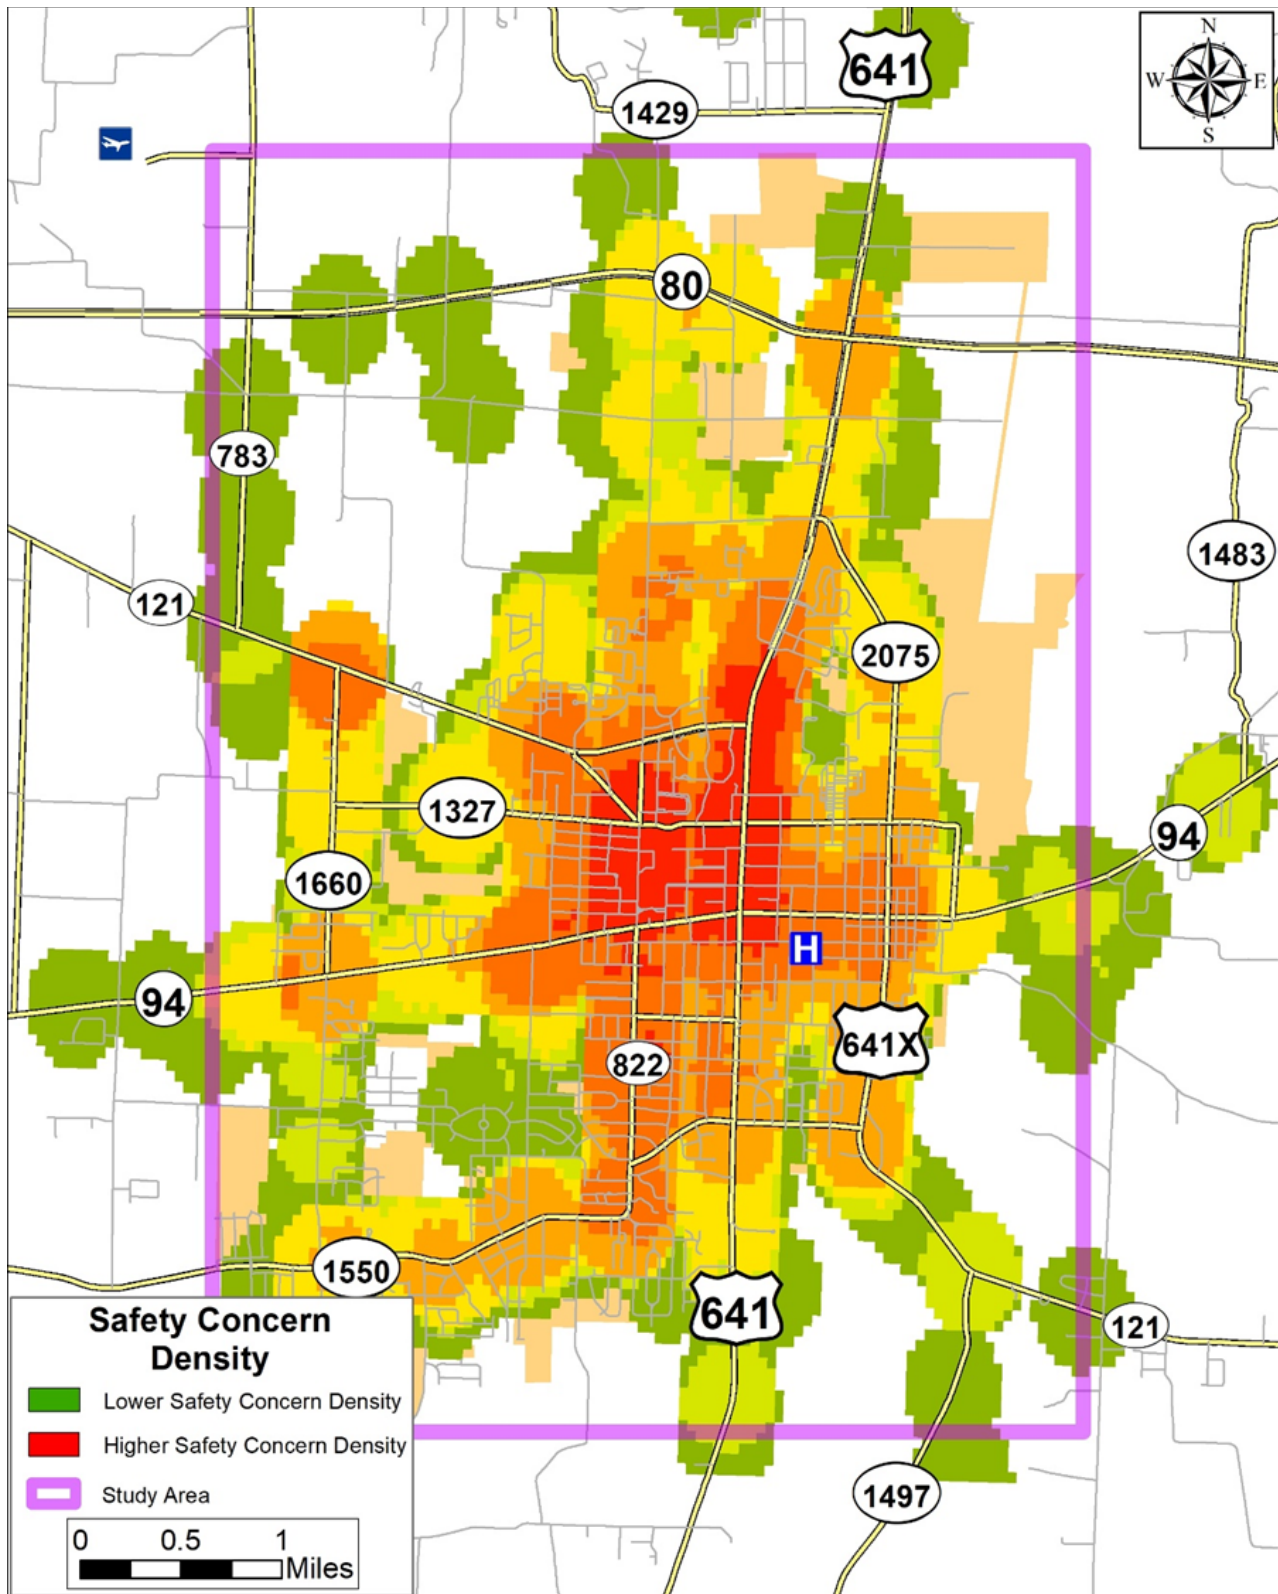 641
N
W E
S
1429
80
783
1483
121
2075
1327
94
1660
H
94
641X
822
1550
641
121
1497
Safety Concern
Density
Lower Safety Concern Density
Higher Safety Concern Density
Study Area
0 0.5 1
Miles